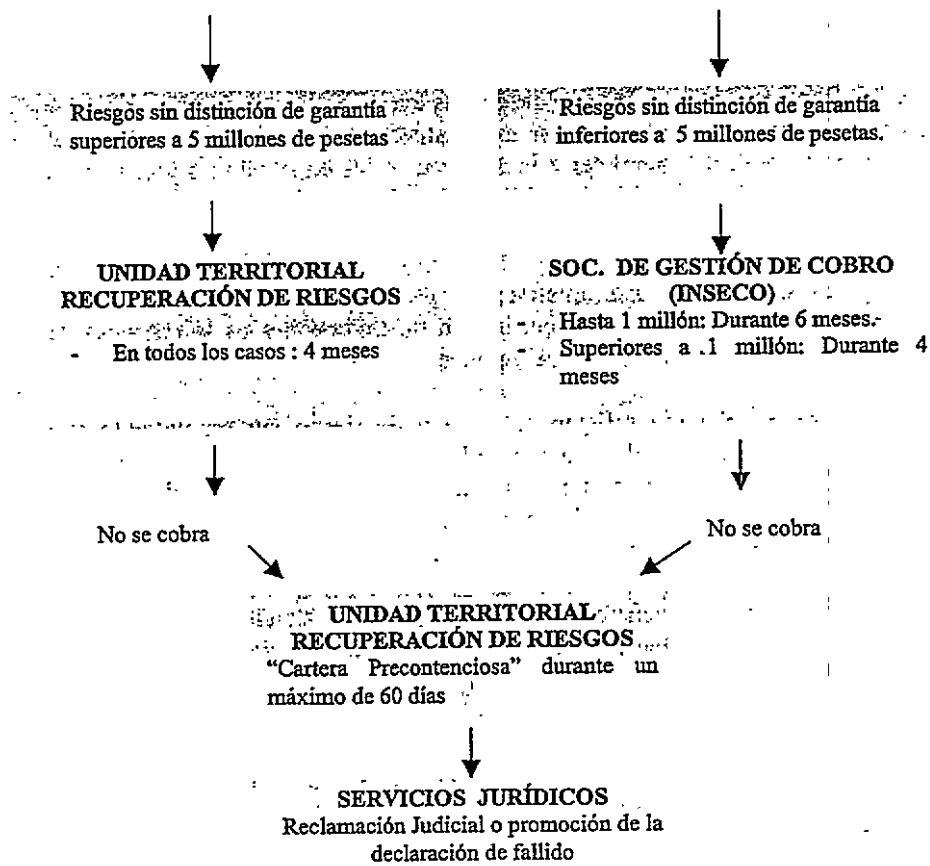 Riesgos sin distinción de garantía
superiores a 5 millones de pesetas
Riesgos sin distinción de garantía
inferiores a 5 millones de pesetas.
UNIDAD TERRITORIAL
RECUPERACIÓN DE RIESGOS
- En todos los casos : 4 meses
SOC. DE GESTIÓN DE COBRO
(INSECO)
- Hasta 1 millón: Durante 6 meses.-
- Superiores a 1 millón: Durante 4
meses
No se cobra
No se cobra
UNIDAD TERRITORIAL
RECUPERACIÓN DE RIESGOS
“Cartera Precontenciosa” durante un
máximo de 60 días
SERVICIOS JURÍDICOS
Reclamación Judicial o promoción de la
declaración de fallido